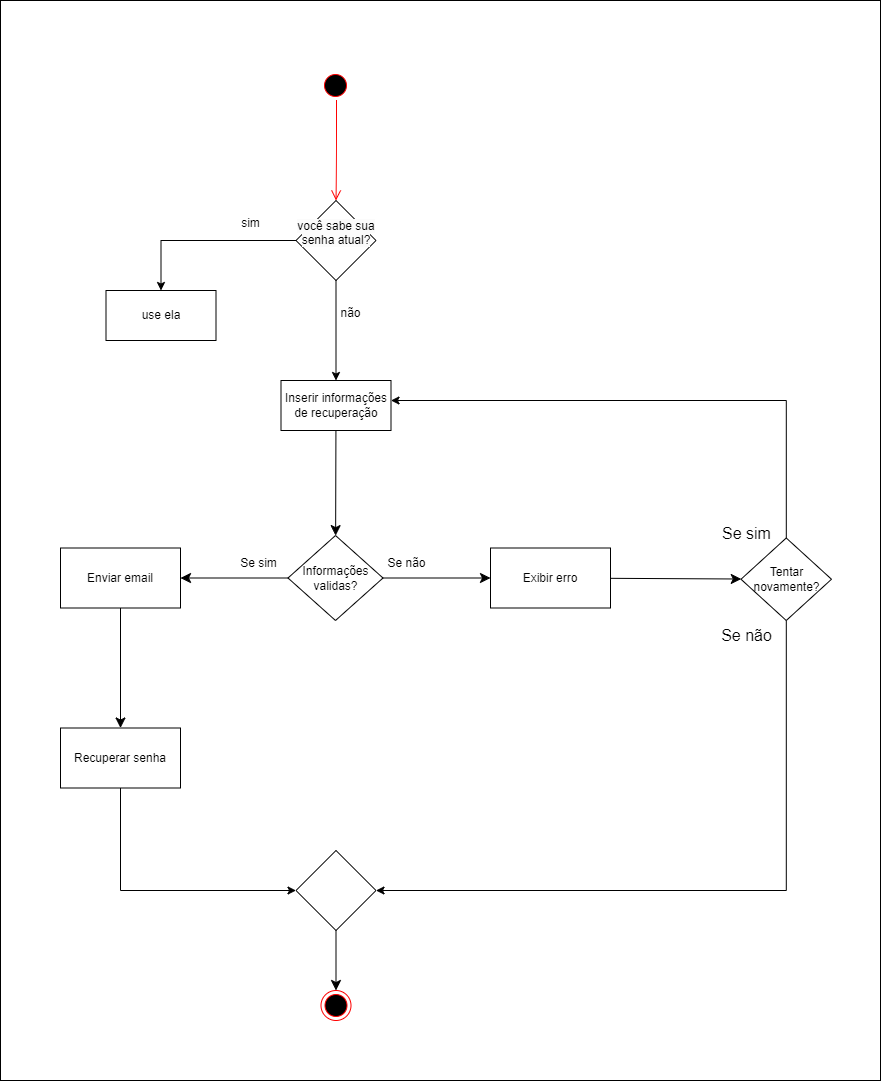 sim
você sabe sua
senha atual?
use ela
não
Inserir informações
de recuperação
Se sim
Enviar email
Se sim
Informações
validas?
Se não
Exibir erro
Tentar
novamente?
Se não
Recuperar senha